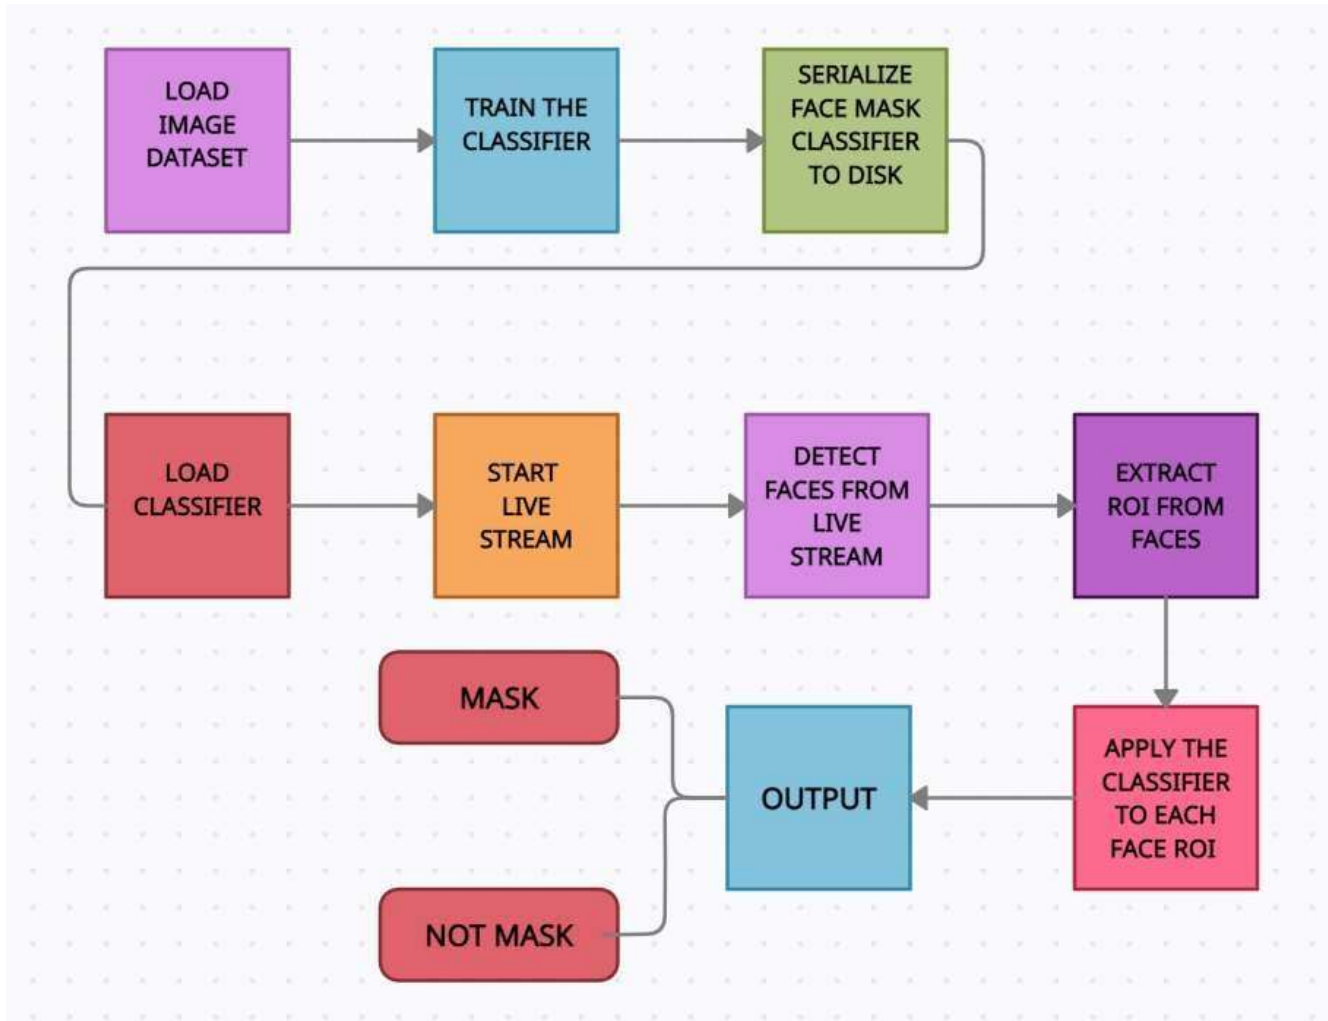 LOAD
IMAGE
DATASET
TRAIN THE
CLASSIFIER
SERIALIZE
FACE MASK
CLASSIFIER
TO DISK
LOAD
CLASSIFIER
START
LIVE
STREAM
DETECT
FACES FROM
LIVE
STREAM
EXTRACT
ROI FROM
FACES
MASK
OUTPUT
APPLY THE
CLASSIFIER
TO EACH
FACE ROI
NOT MASK